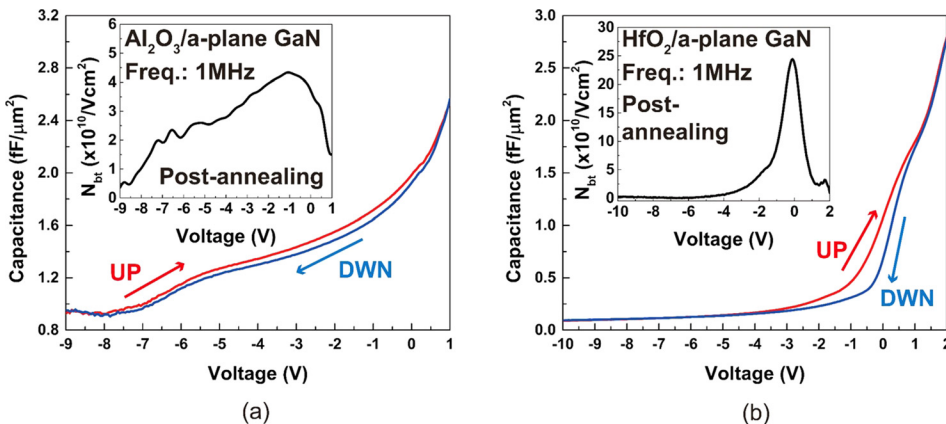 3.2
2.8
2.4
2.0
1.6
1.2
0.8
Capacitance (fF/μm²)
-9 -8 -7 -6 -5 -4 -3 -2 -1 0 1
Voltage (V)
UP
DWN
Al₂O₃/a-plane GaN
Freq.: 1MHz
Post-annealing
6
5
4
3
2
1
0
N_bt (x10¹⁰/Vcm²)
-9 -8 -7 -6 -5 -4 -3 -2 -1 0 1
Voltage (V)
(a)
3.0
2.5
2.0
1.5
1.0
0.5
0.0
Capacitance (fF/μm²)
-10 -9 -8 -7 -6 -5 -4 -3 -2 -1 0 1 2
Voltage (V)
UP
DWN
HfO₂/a-plane GaN
Freq.: 1MHz
Post-
annealing
30
25
20
15
10
5
0
N_bt (x10¹⁰/Vcm²)
-10 -8 -6 -4 -2 0 2
Voltage (V)
(b)